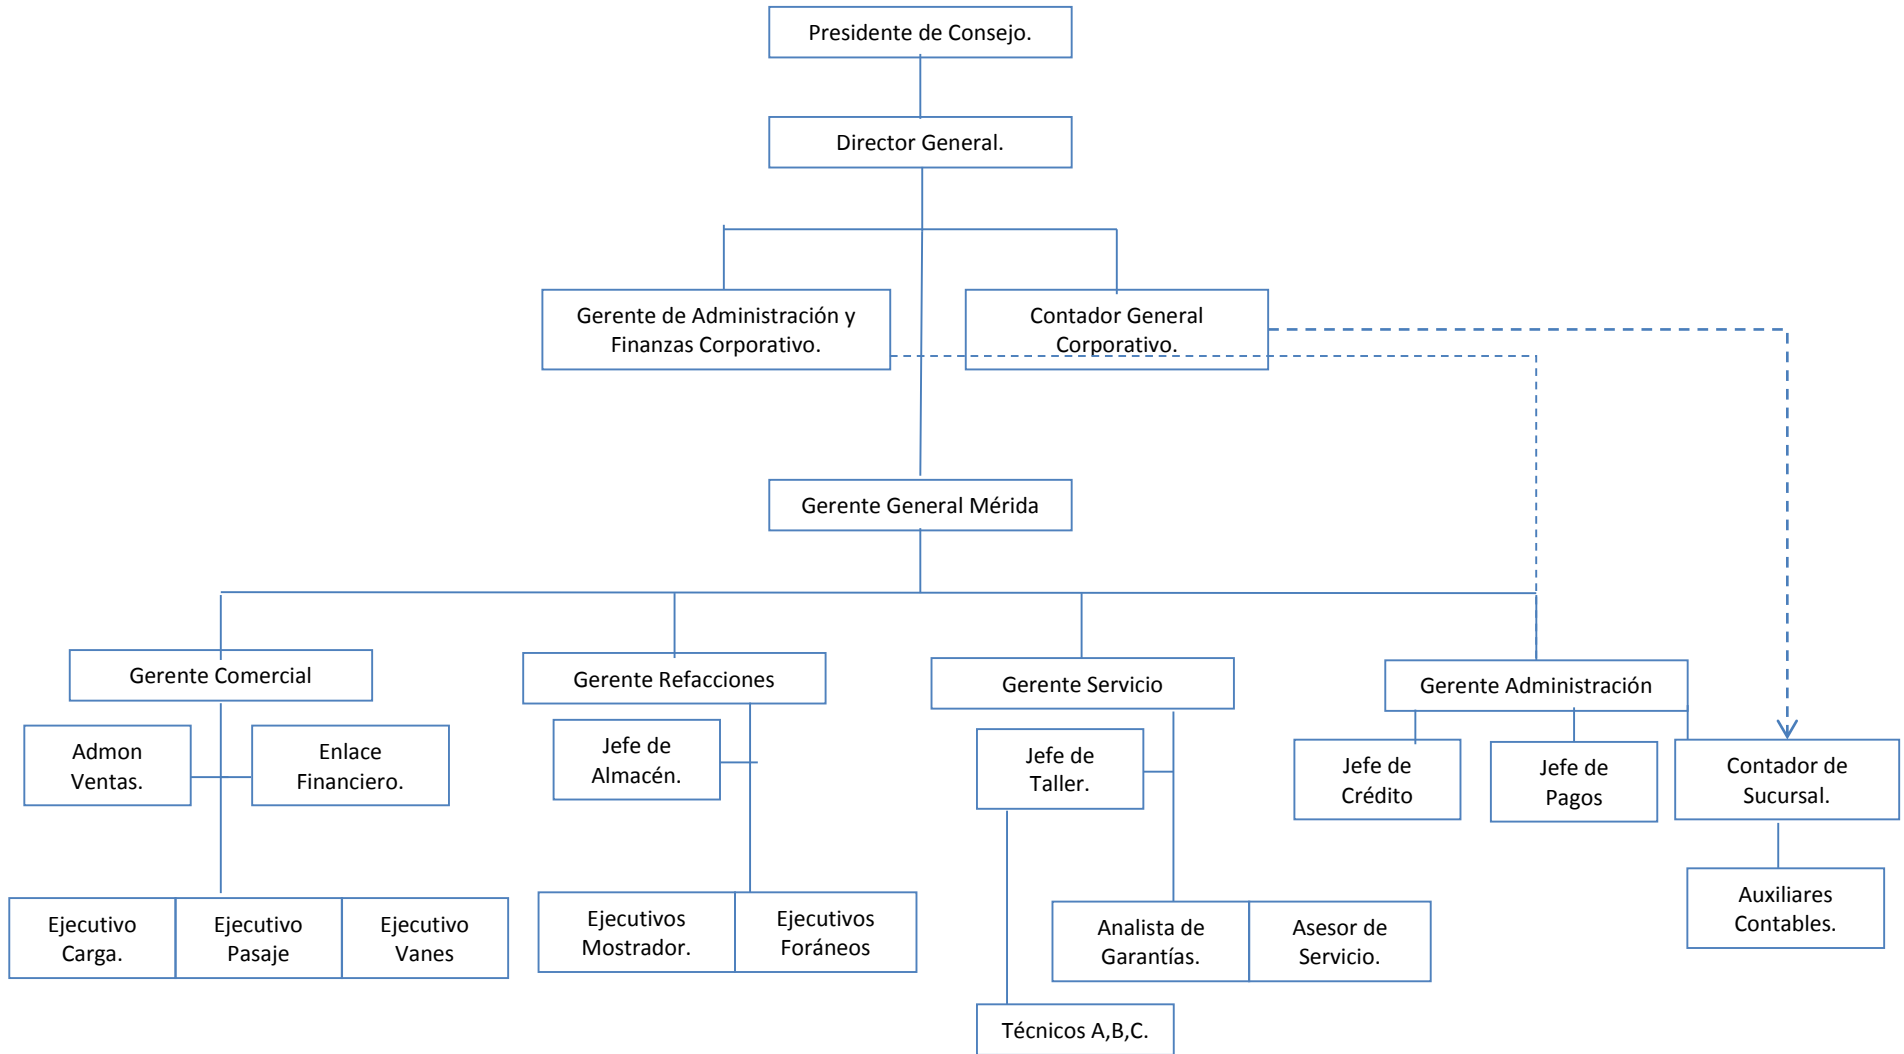 Presidente de Consejo.
Director General.
Gerente de Administración y
Finanzas Corporativo.
Contador General
Corporativo.
Gerente General Mérida
Gerente Comercial
Gerente Refacciones
Gerente Servicio
Gerente Administración
Admon
Ventas.
Enlace
Financiero.
Jefe de
Almacén.
Jefe de
Taller.
Jefe de
Crédito
Jefe de
Pagos
Contador de
Sucursal.
Ejecutivo
Carga.
Ejecutivo
Pasaje
Ejecutivo
Vanes
Ejecutivos
Mostrador.
Ejecutivos
Foráneos
Analista de
Garantías.
Asesor de
Servicio.
Auxiliares
Contables.
Técnicos A,B,C.